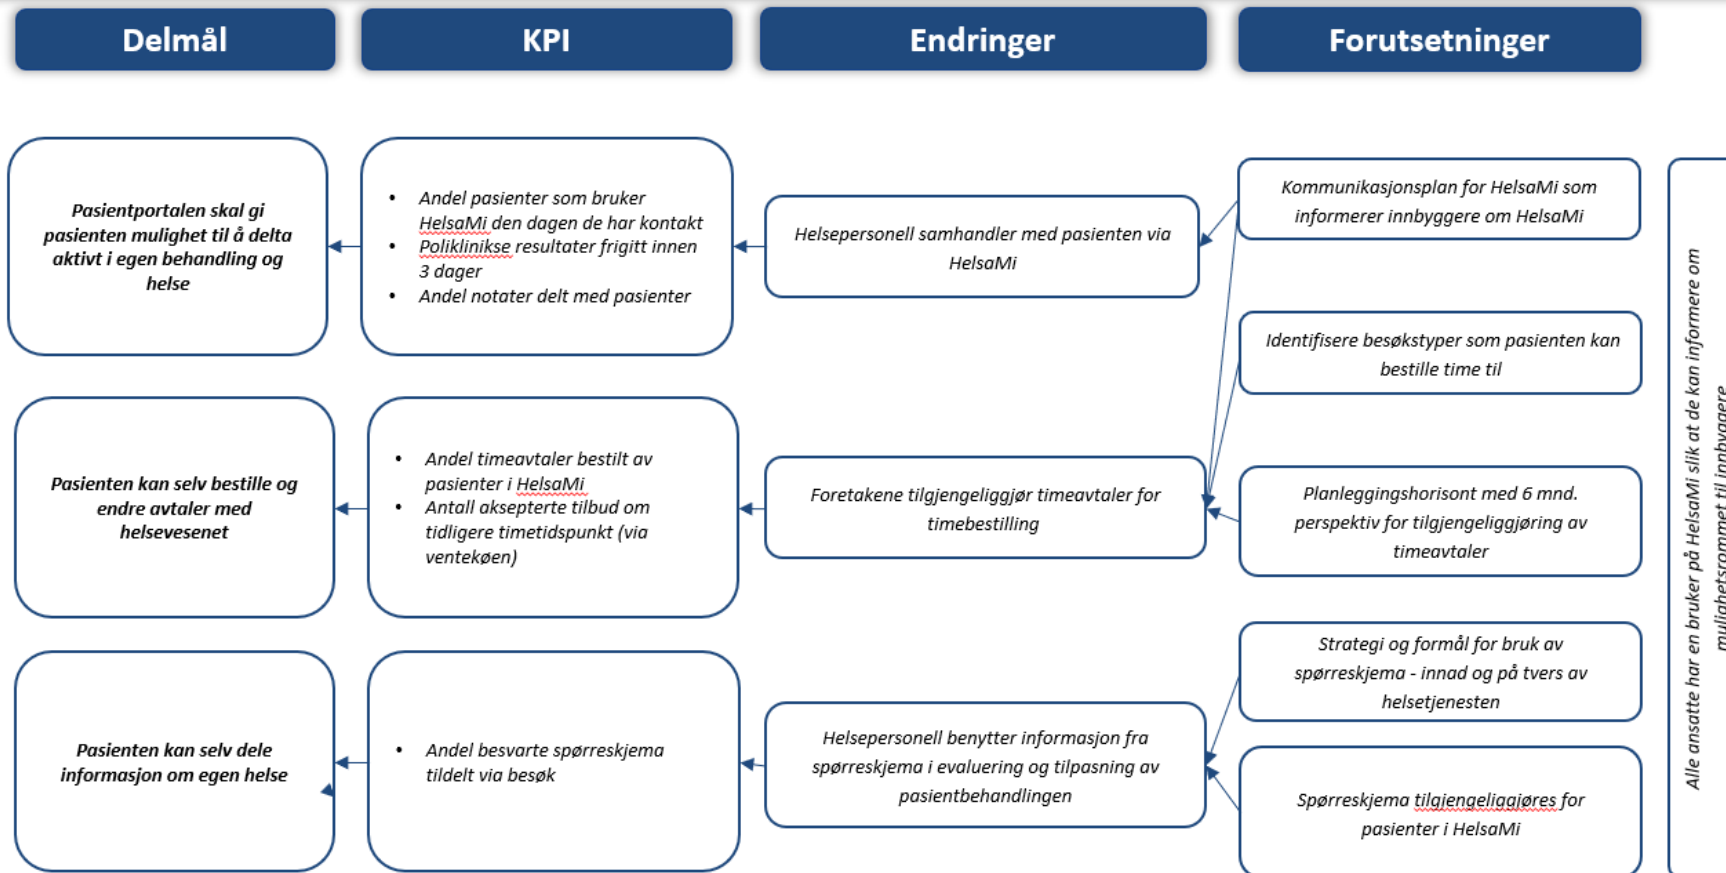 Delmål
KPI
Endringer
Forutsetninger
Pasientportalen skal gi
pasienten mulighet til å delta
aktivt i egen behandling og
helse
• Andel pasienter som bruker
HelsaMi den dagen de har kontakt
• Poliklinikse resultater frigitt innen
3 dager
• Andel notater delt med pasienter
Helsepersonell samhandler med pasienten via
HelsaMi
Kommunikasjonsplan for HelsaMi som
informerer innbyggere om HelsaMi
Identifisere besøkstyper som pasienten kan
bestille time til
Pasienten kan selv bestille og
endre avtaler med
helsevesenet
• Andel timeavtaler bestilt av
pasienter i HelsaMi
• Antall aksepterte tilbud om
tidligere timetidspunkt (via
ventekøen)
Foretakene tilgjengeliggjør timeavtaler for
timebestilling
Planleggingshorisont med 6 mnd.
perspektiv for tilgjengeliggjøring av
timeavtaler
Pasienten kan selv dele
informasjon om egen helse
• Andel besvarte spørreskjema
tildelt via besøk
Helsepersonell benytter informasjon fra
spørreskjema i evaluering og tilpasning av
pasientbehandlingen
Strategi og formål for bruk av
spørreskjema - innad og på tvers av
helsetjenesten
Spørreskjema tilgjengeliggjøres for
pasienter i HelsaMi
Alle ansatte har en bruker på HelsaMi slik at de kan informere om
mulighetsrommet til innbyggere